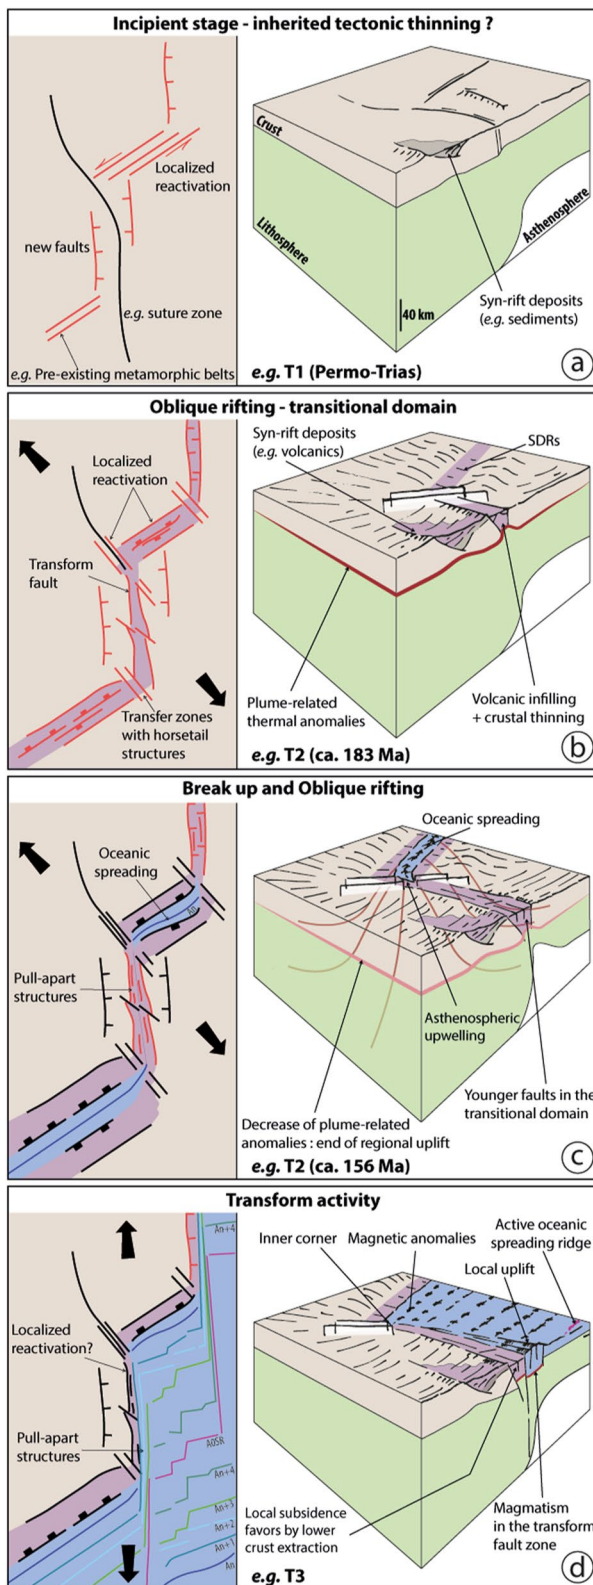 Incipient stage - inherited tectonic thinning ?
Localized
reactivation
new faults
e.g. suture zone
e.g. Pre-existing metamorphic belts
Crust
Lithosphere
Asthenosphere
40 km
Syn-rift deposits
(e.g. sediments)
e.g. T1 (Permo-Trias)
a
Oblique rifting - transitional domain
Localized
reactivation
Transform
fault
Transfer zones
with horsetail
structures
Syn-rift deposits
(e.g. volcanics)
SDRs
Plume-related
thermal anomalies
Volcanic infilling
+ crustal thinning
e.g. T2 (ca. 183 Ma)
b
Break up and Oblique rifting
Oceanic
spreading
An
Pull-apart
structures
Oceanic spreading
Asthenospheric
upwelling
Younger faults in the
transitional domain
Decrease of plume-related
anomalies : end of regional uplift
e.g. T2 (ca. 156 Ma)
c
Transform activity
An+4
Localized
reactivation?
Pull-apart
structures
AOSR
An+4
An+3
An+2
An+1
An
Inner corner
Magnetic anomalies
Active oceanic
spreading ridge
Local uplift
Local subsidence
favors by lower
crust extraction
Magmatism
in the transform
fault zone
e.g. T3
d